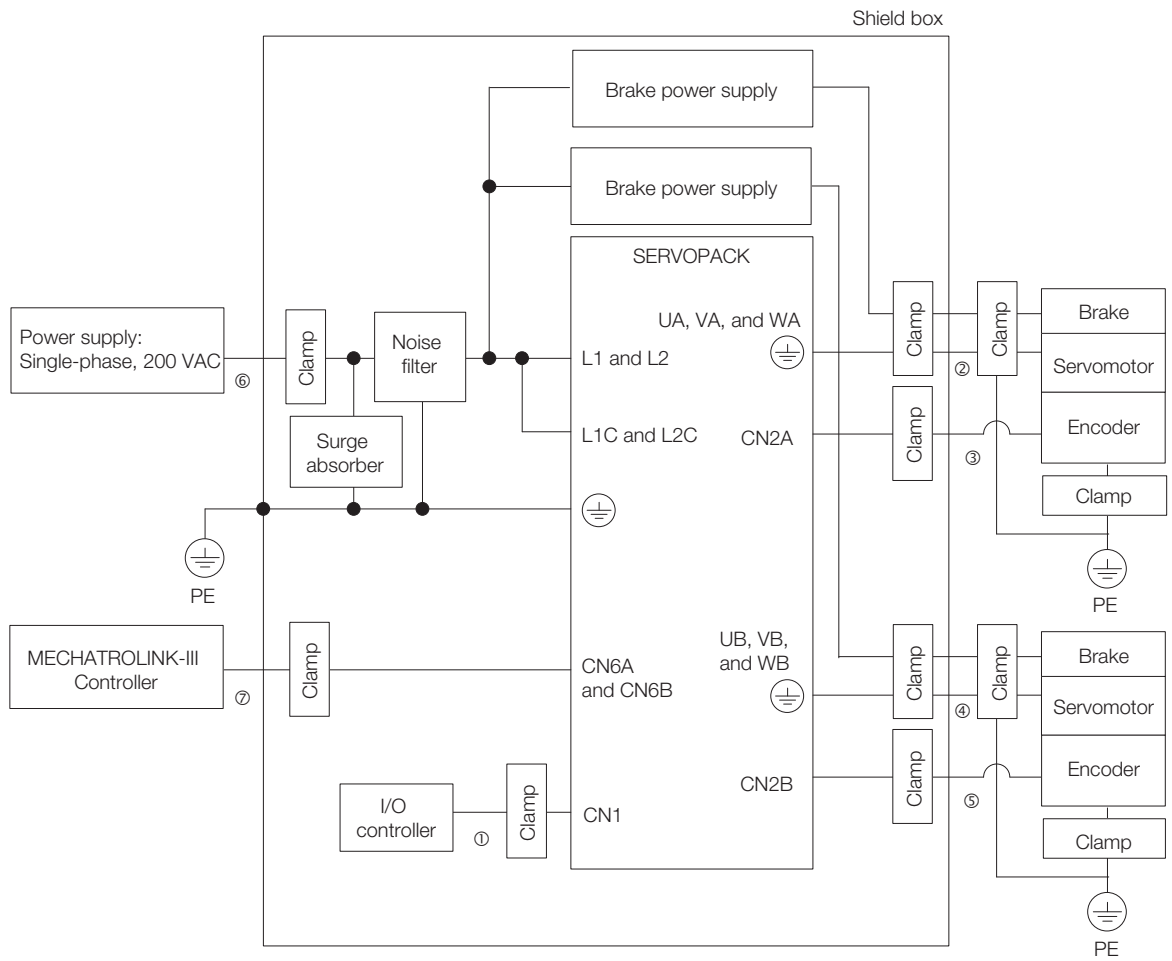 Shield box
Brake power supply
Brake power supply
SERVOPACK
Power supply:
Single-phase, 200 VAC
⑥
Clamp
Noise
filter
Surge
absorber
L1 and L2
L1C and L2C
UA, VA, and WA
CN2A
Clamp
②
Clamp
Brake
Servomotor
Encoder
Clamp
③
Clamp
PE
PE
MECHATROLINK-III
Controller
⑦
Clamp
CN6A
and CN6B
UB, VB,
and WB
CN2B
Clamp
④
Clamp
Brake
Servomotor
Encoder
Clamp
⑤
Clamp
PE
I/O
controller
①
Clamp
CN1